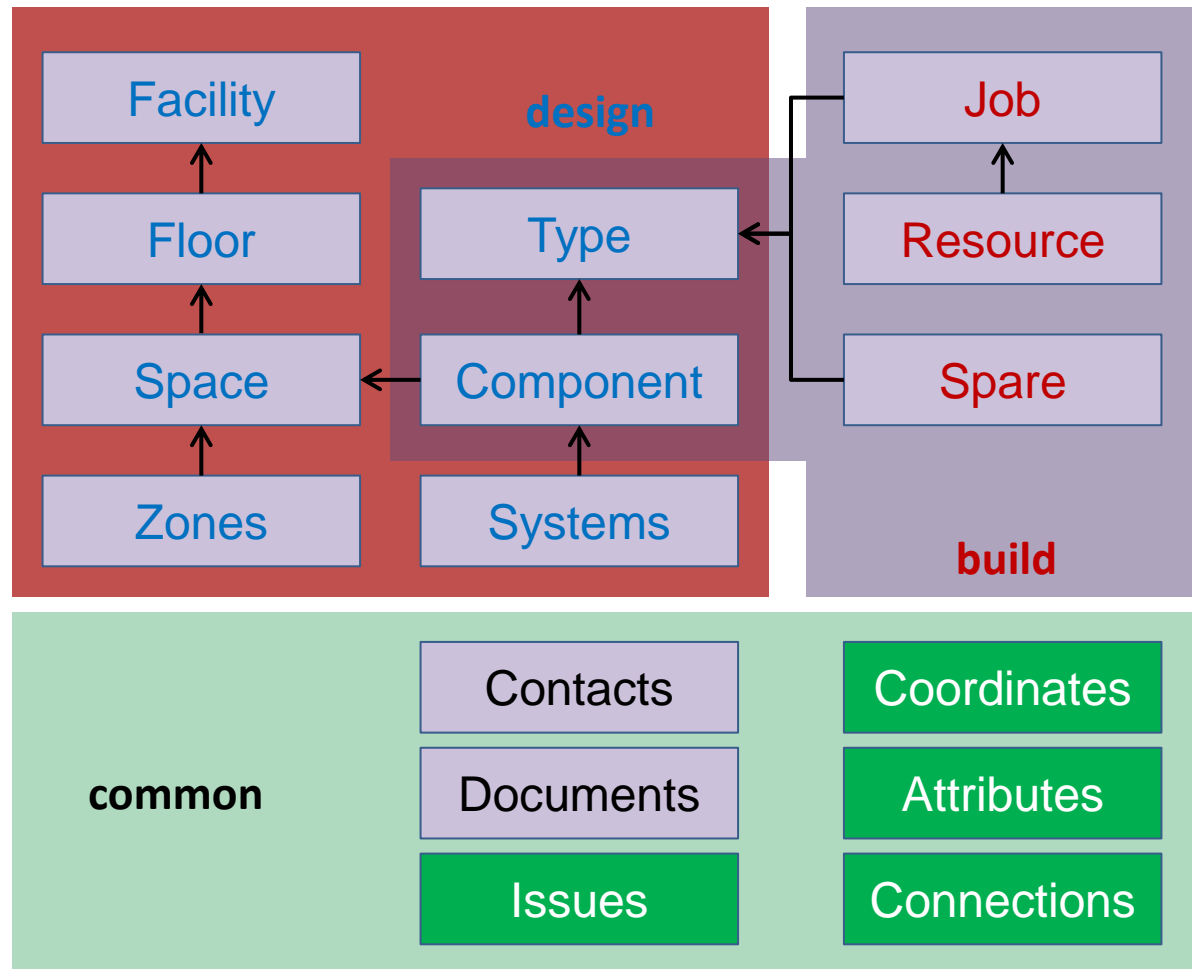 Facility
design
Job
Floor
Type
Resource
Space
Component
Spare
Zones
Systems
build
Contacts
Coordinates
common
Documents
Attributes
Issues
Connections